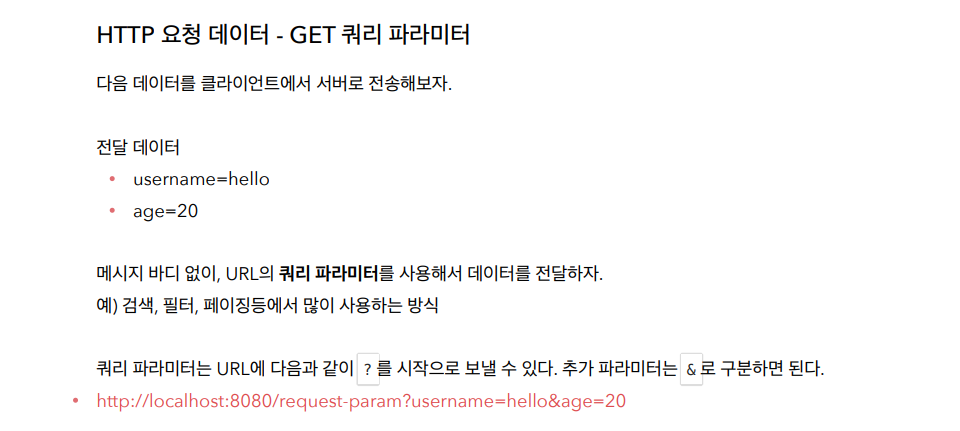 HTTP 요청 데이터 - GET 쿼리 파라미터
다음 데이터를 클라이언트에서 서버로 전송해보자.
전달 데이터
• username=hello
• age=20
메시지 바디 없이, URL의 쿼리 파라미터를 사용해서 데이터를 전달하자.
예) 검색, 필터, 페이징등에서 많이 사용하는 방식
쿼리 파라미터는 URL에 다음과 같이 ? 를 시작으로 보낼 수 있다. 추가 파라미터는 & 로 구분하면 된다.
• http://localhost:8080/request-param?username=hello&age=20